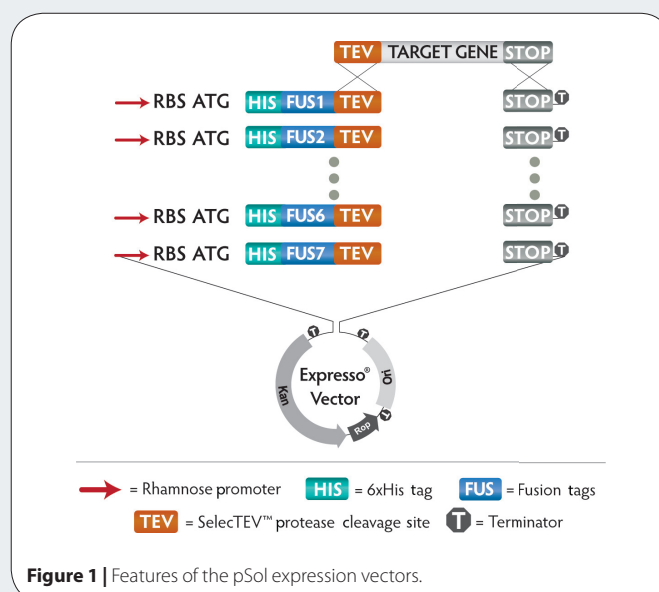 TEV TARGET GENE STOP
RBS ATG HIS FUS1 TEV STOP T
RBS ATG HIS FUS2 TEV STOP T
RBS ATG HIS FUS6 TEV STOP T
RBS ATG HIS FUS7 TEV STOP T
T T
Expresso®
Vector
Kan
Ori
T
Rop
= Rhamnose promoter HIS = 6xHis tag FUS = Fusion tags
TEV = SelecTEV™ protease cleavage site T = Terminator
Figure 1 | Features of the pSol expression vectors.